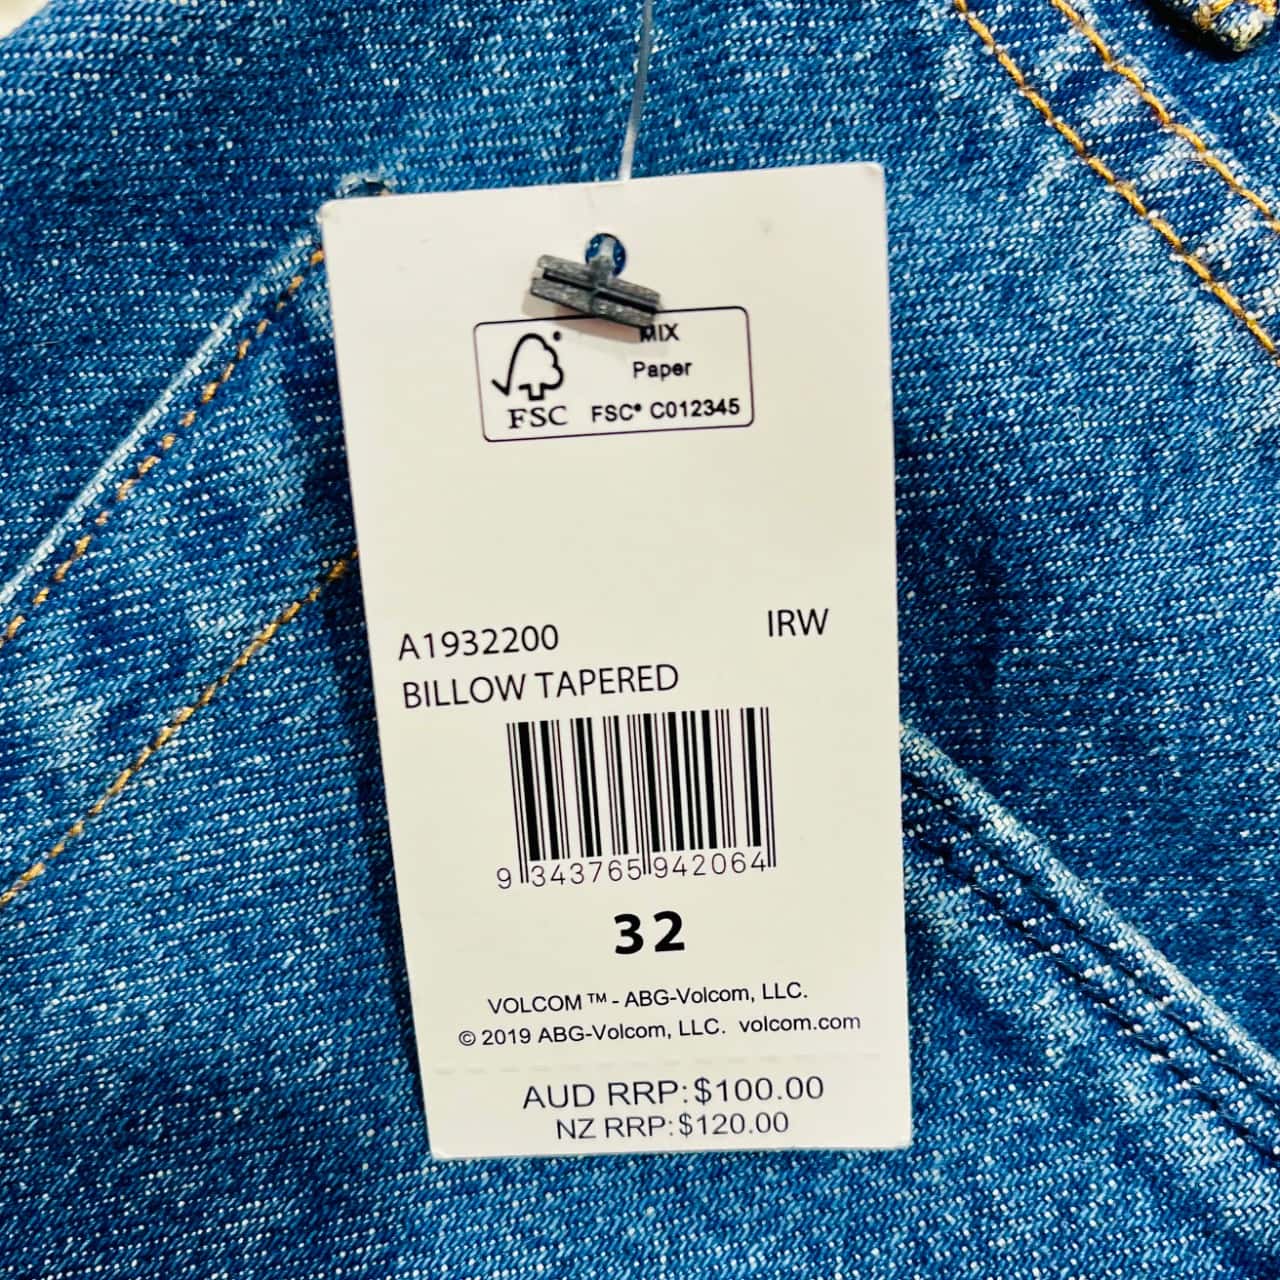 MIX
Paper
FSC
FSC® C012345
A1932200 IRW
BILLOW TAPERED
9 343765 942064
32
VOLCOM ™ - ABG-Volcom, LLC.
© 2019 ABG-Volcom, LLC. volcom.com
AUD RRP: $100.00
NZ RRP: $120.00